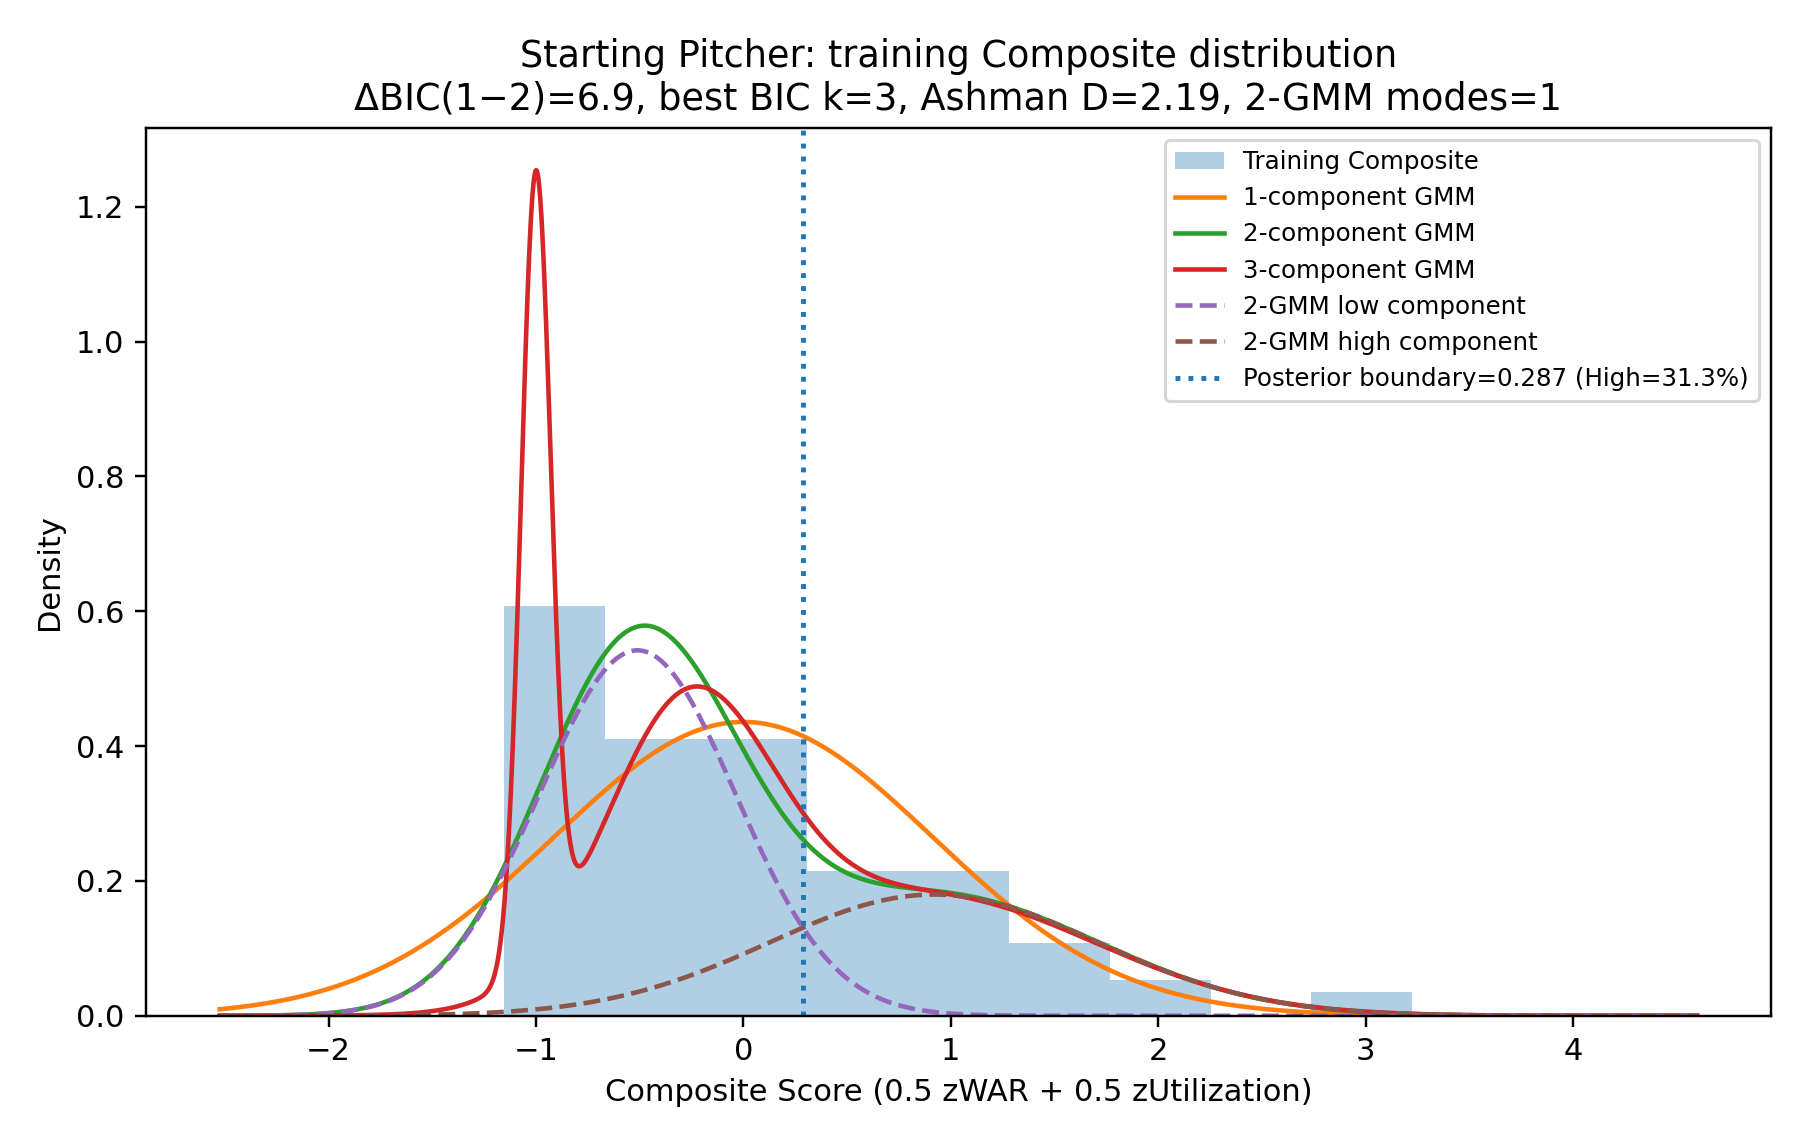 Starting Pitcher: training Composite distribution
ΔBIC(1−2)=6.9, best BIC k=3, Ashman D=2.19, 2-GMM modes=1
Training Composite
1-component GMM
2-component GMM
3-component GMM
2-GMM low component
2-GMM high component
Posterior boundary=0.287 (High=31.3%)
Density
1.2
1.0
0.8
0.6
0.4
0.2
0.0
−2
−1
0
1
2
3
4
Composite Score (0.5 zWAR + 0.5 zUtilization)